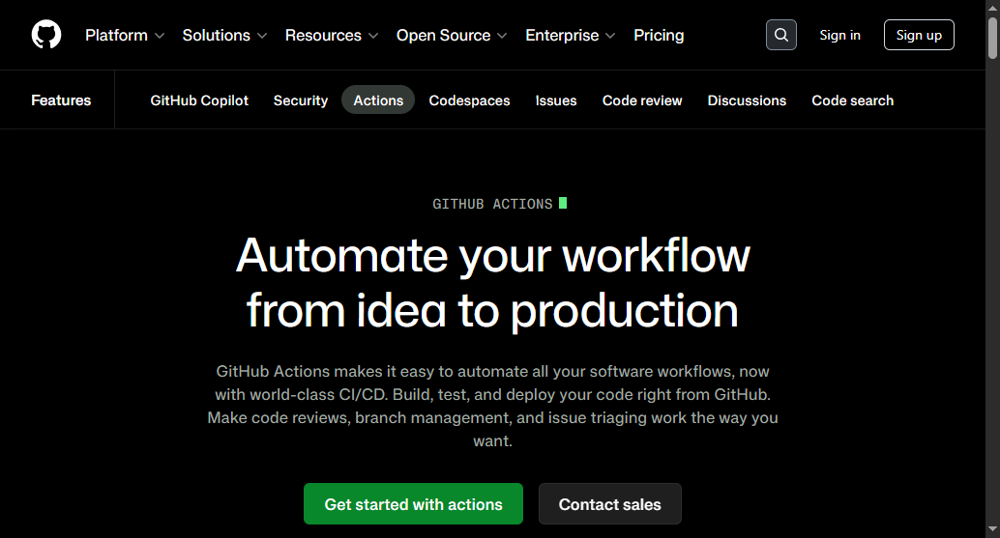 Platform Solutions Resources Open Source Enterprise Pricing Sign in Sign up
Features GitHub Copilot Security Actions Codespaces Issues Code review Discussions Code search
GITHUB ACTIONS
Automate your workflow
from idea to production
GitHub Actions makes it easy to automate all your software workflows, now
with world-class CI/CD. Build, test, and deploy your code right from GitHub.
Make code reviews, branch management, and issue triaging work the way you
want.
Get started with actions Contact sales